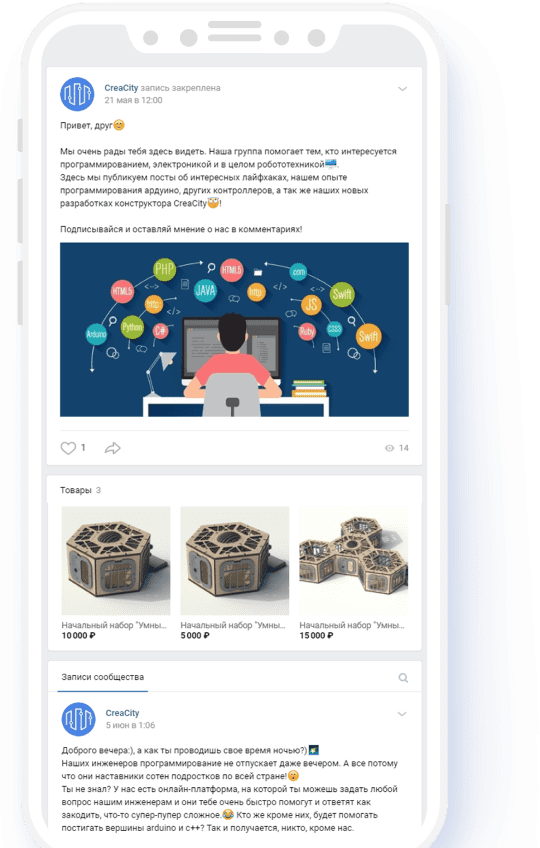 CreaCity запись закреплена
21 мая в 12:00
Привет, друг😊
Мы очень рады тебя здесь видеть. Наша группа помогает тем, кто интересуется
программированием, электроникой и в целом робототехникой
Здесь мы публикуем посты об интересных лайфхаках, нашем опыте
программирования ардуино, других контроллеров, а так же наших новых
разработках конструктора CreaCity!
Подписывайся и оставляй мнение о нас в комментариях!
PHP
HTML5
.com
HTML5
JAVA
http
Swift
http
JS
Arduino
Python
C#
Ruby
CSS
Swift
1
14
Товары 3
Начальный набор "Умны...
Начальный набор "Умны...
Начальный набор "Умны...
10 000 ₽
5 000 ₽
15 000 ₽
Записи сообщества
CreaCity
5 июн в 1:06
Доброго вечера:), а как ты проводишь свое время ночью?)
Наших инженеров программирование не отпускает даже вечером. А все потому
что они наставники сотен подростков по всей стране!
Ты не знал? У нас есть онлайн-платформа, на которой ты можешь задать любой
вопрос нашим инженерам и они тебе очень быстро помогут и ответят как
закодить, что-то супер-пупер сложное.😂 Кто же кроме них, будет помогать
постигать вершины arduino и c++? Так и получается, никто, кроме нас.